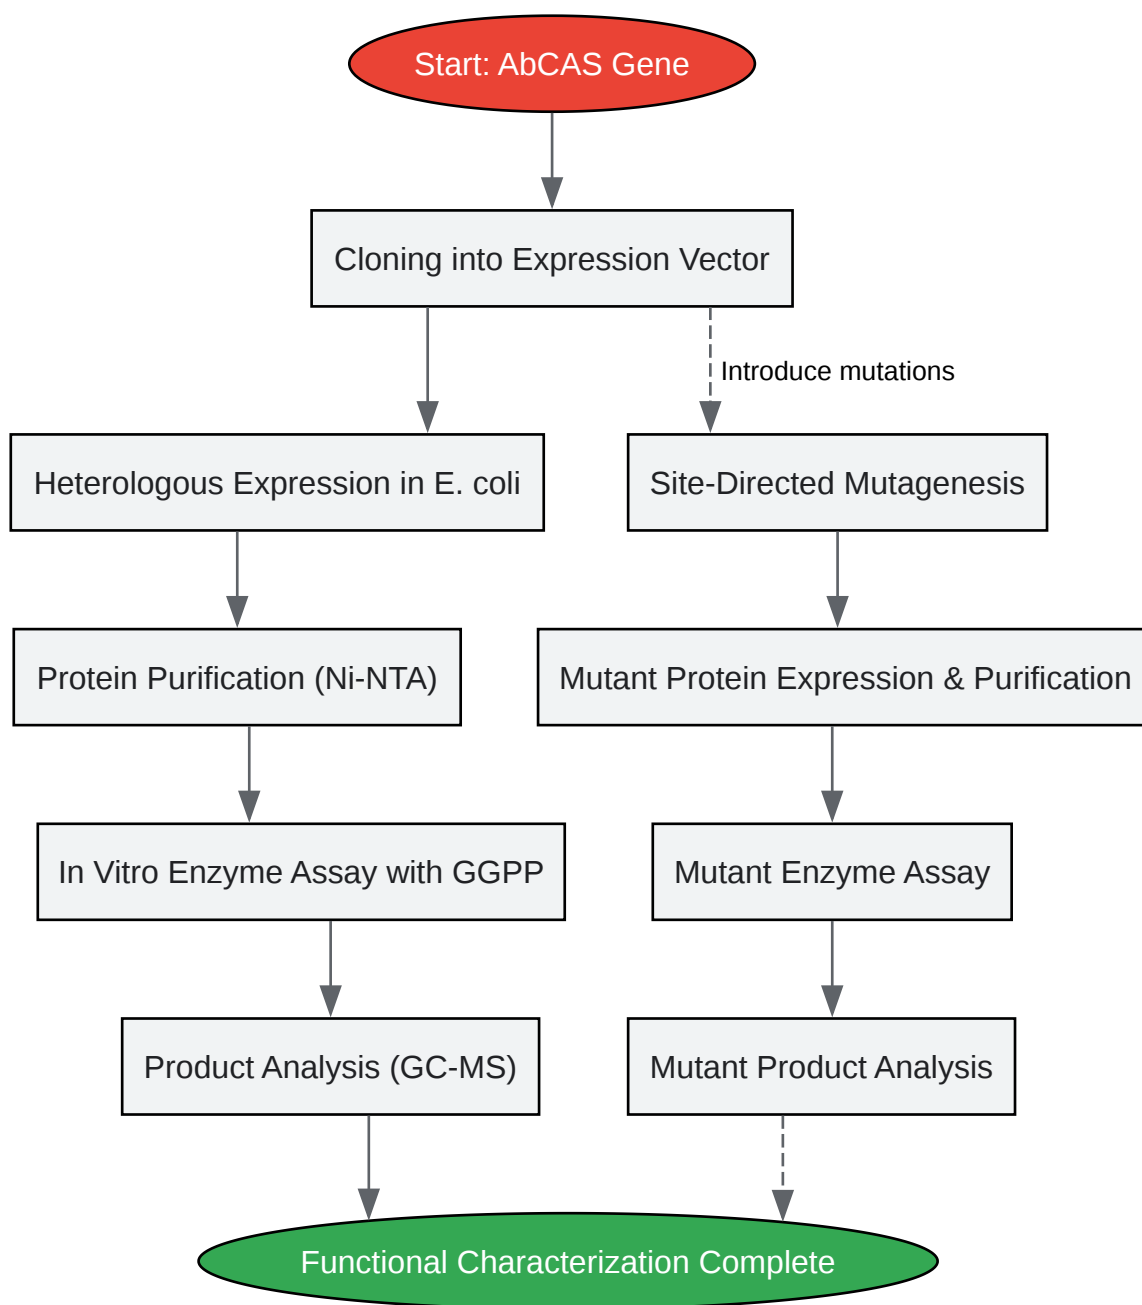 Start: AbCAS Gene
Cloning into Expression Vector
Introduce mutations
Heterologous Expression in E. coli
Site-Directed Mutagenesis
Protein Purification (Ni-NTA)
Mutant Protein Expression & Purification
In Vitro Enzyme Assay with GGPP
Mutant Enzyme Assay
Product Analysis (GC-MS)
Mutant Product Analysis
Functional Characterization Complete